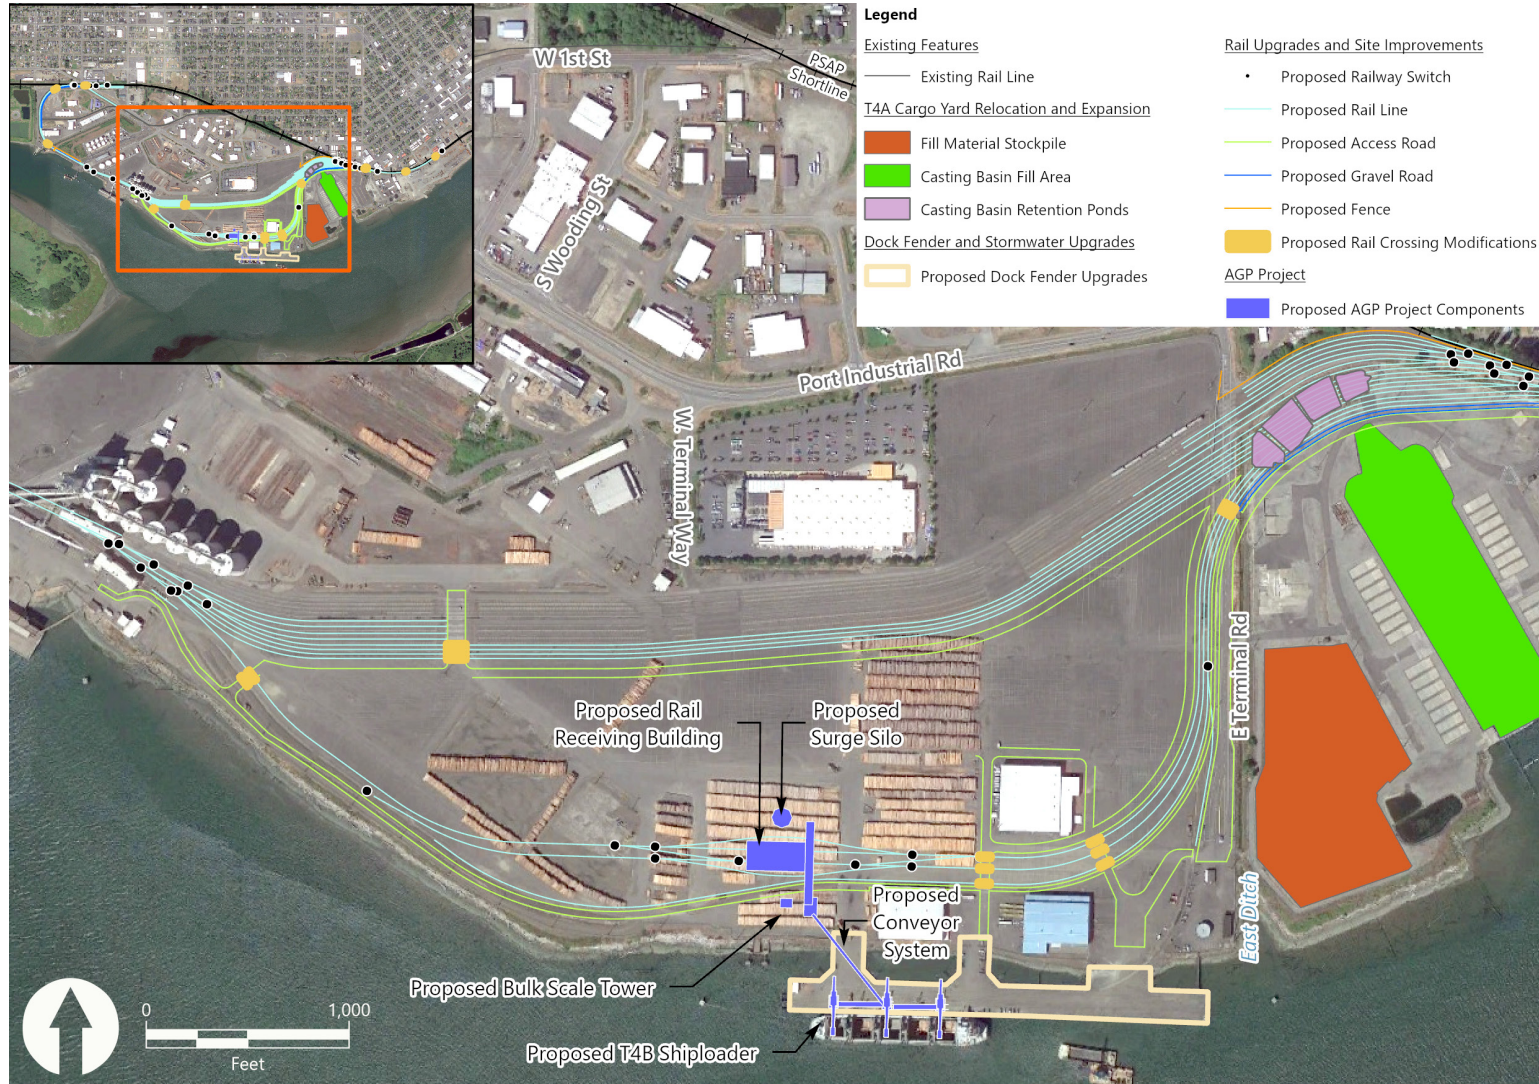 W 1st St
PSAP
Shortline
S Wooding St
Port Industrial Rd
W. Terminal Way
E Terminal Rd
East Ditch
Legend
Existing Features
Existing Rail Line
T4A Cargo Yard Relocation and Expansion
Fill Material Stockpile
Casting Basin Fill Area
Casting Basin Retention Ponds
Dock Fender and Stormwater Upgrades
Proposed Dock Fender Upgrades
Rail Upgrades and Site Improvements
Proposed Railway Switch
Proposed Rail Line
Proposed Access Road
Proposed Gravel Road
Proposed Fence
Proposed Rail Crossing Modifications
AGP Project
Proposed AGP Project Components
Proposed Rail
Receiving Building
Proposed
Surge Silo
Proposed
Conveyor
System
Proposed Bulk Scale Tower
Proposed T4B Shiploader
0
1,000
Feet